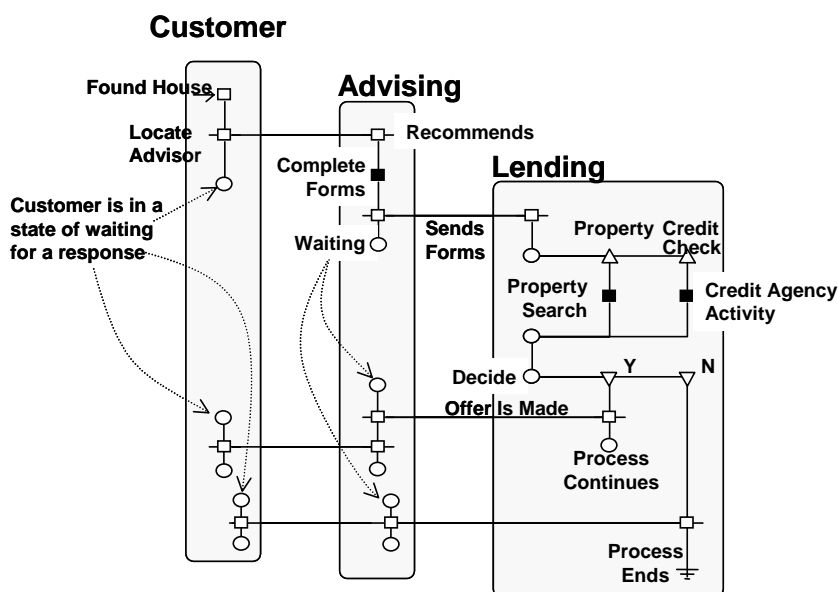 Customer
Found House
Advising
Locate
Advisor
Recommends
Complete
Forms
Lending
Customer is in a
state of waiting
for a response
Waiting
Sends
Forms
Property
Credit
Check
Property
Search
Credit Agency
Activity
Decide
Y
N
Offer Is Made
Process
Continues
Process
Ends